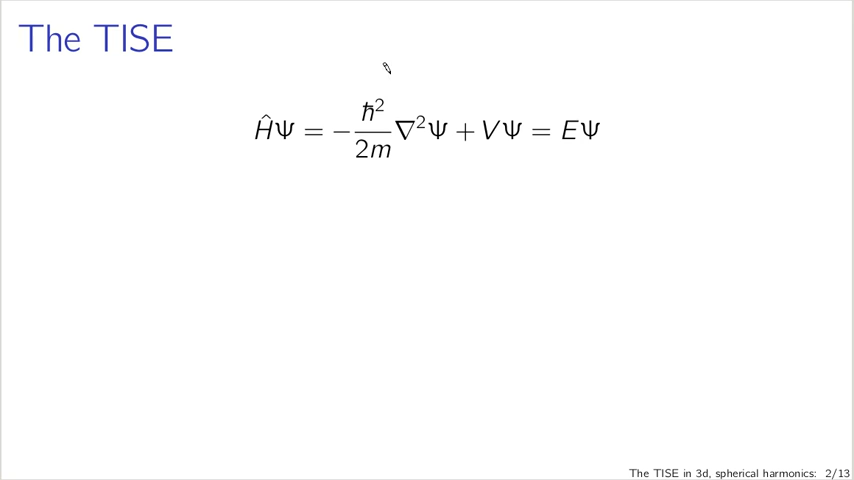 The TISE
ĤΨ = −ħ²/2m ∇²Ψ + VΨ = EΨ
The TISE in 3d, spherical harmonics: 2/13